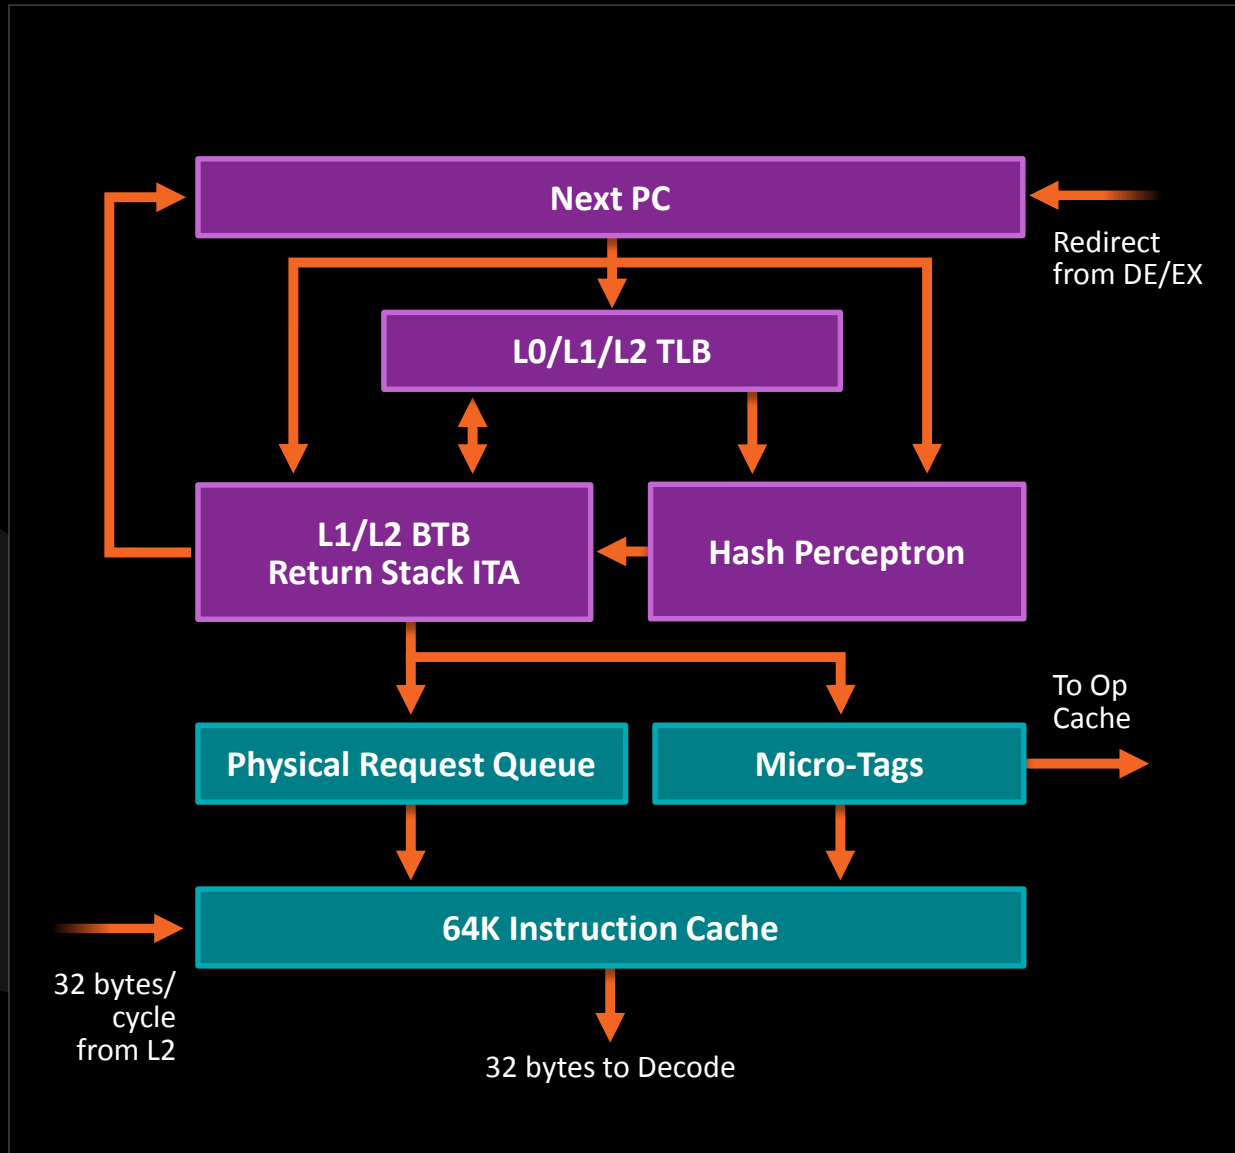 Next PC
Redirect
from DE/EX
L0/L1/L2 TLB
L1/L2 BTB
Return Stack ITA
Hash Perceptron
To Op
Cache
Physical Request Queue
Micro-Tags
64K Instruction Cache
32 bytes/
cycle
from L2
32 bytes to Decode